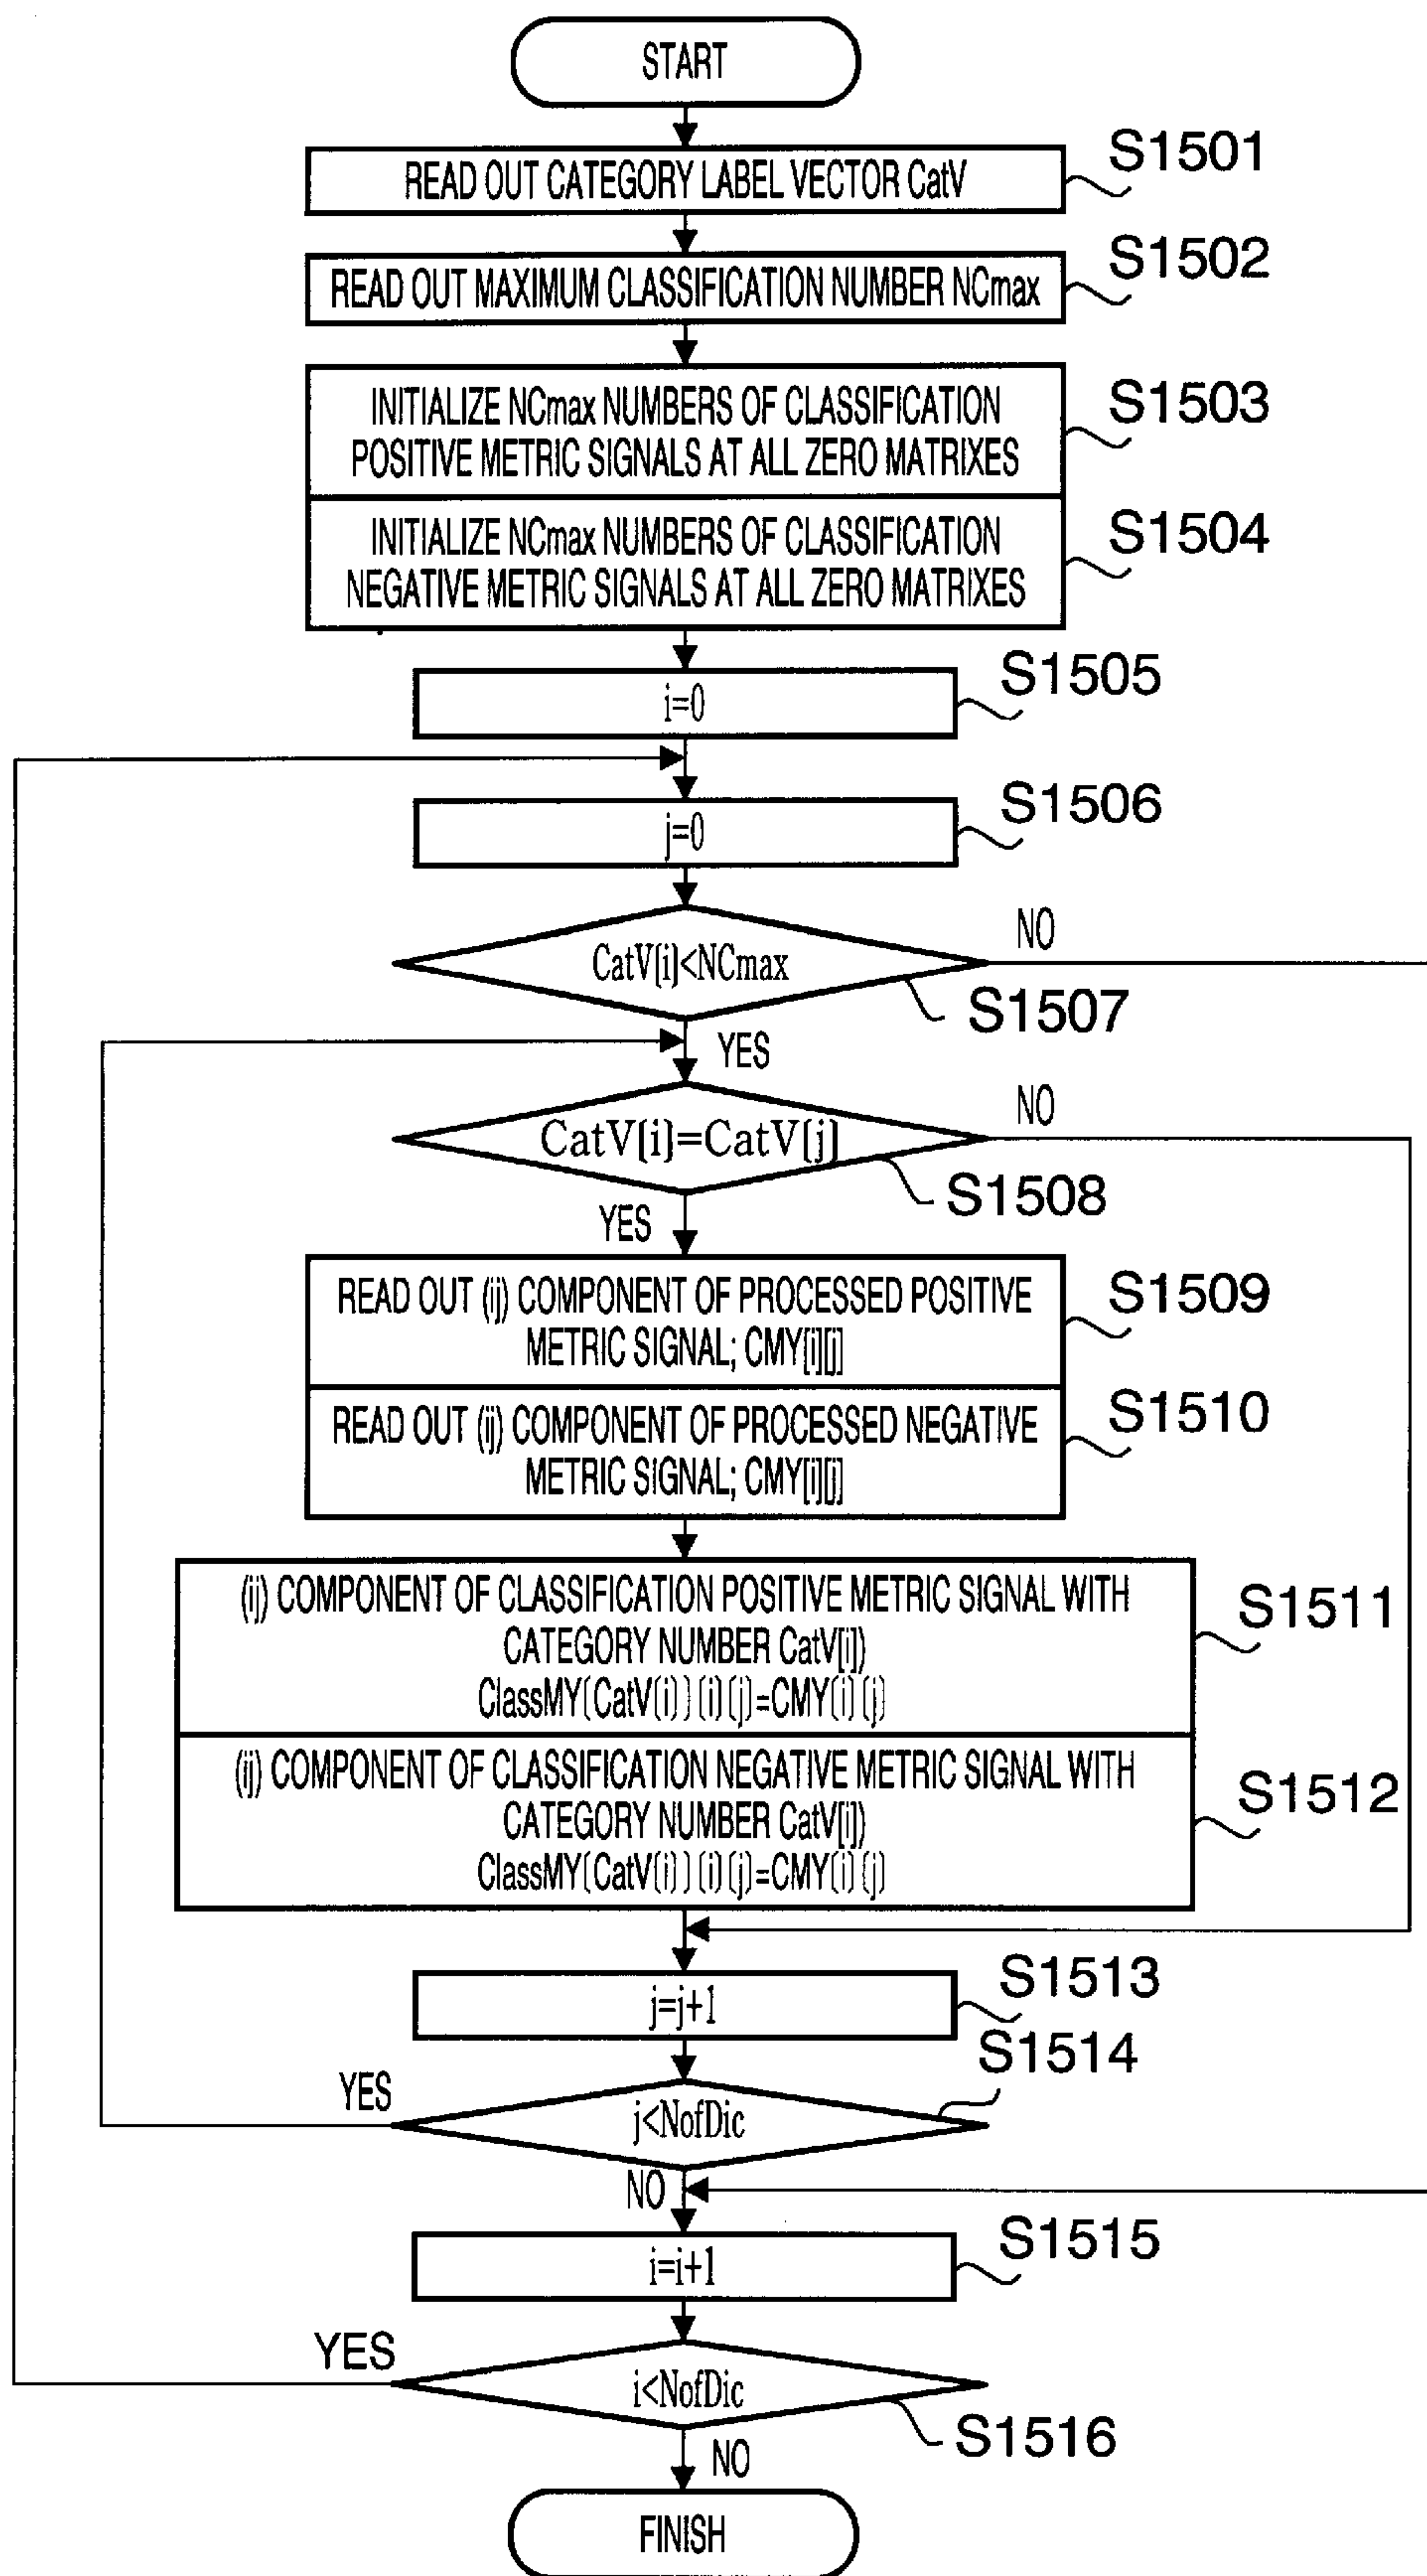 START
READ OUT CATEGORY LABEL VECTOR CatV
S1501
READ OUT MAXIMUM CLASSIFICATION NUMBER NCmax
S1502
INITIALIZE NCmax NUMBERS OF CLASSIFICATION
POSITIVE METRIC SIGNALS AT ALL ZERO MATRIXES
S1503
INITIALIZE NCmax NUMBERS OF CLASSIFICATION
NEGATIVE METRIC SIGNALS AT ALL ZERO MATRIXES
S1504
i=0
S1505
j=0
S1506
CatV[i]<NCmax
NO
S1507
YES
CatV[i]=CatV[j]
NO
S1508
YES
READ OUT (ij) COMPONENT OF PROCESSED POSITIVE
METRIC SIGNAL; CMY[i][j]
S1509
READ OUT (ij) COMPONENT OF PROCESSED NEGATIVE
METRIC SIGNAL; CMY[i][j]
S1510
(ij) COMPONENT OF CLASSIFICATION POSITIVE METRIC SIGNAL WITH
CATEGORY NUMBER CatV[i])
ClassMY(CatV(i))(i)(j)=CMY(i)(j)
S1511
(ij) COMPONENT OF CLASSIFICATION NEGATIVE METRIC SIGNAL WITH
CATEGORY NUMBER CatV[i])
ClassMY(CatV(i))(i)(j)=CMY(i)(j)
S1512
j=j+1
S1513
S1514
YES
j<NofDic
NO
i=i+1
S1515
YES
i<NofDic
S1516
NO
FINISH